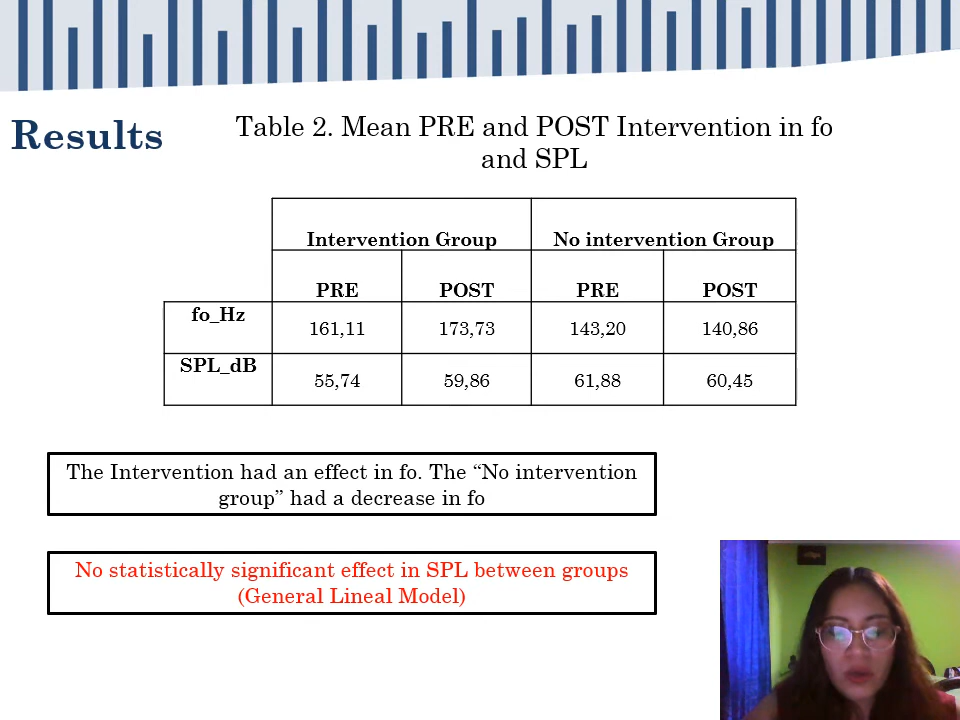 Results
Table 2. Mean PRE and POST Intervention in fo
and SPL
Intervention Group No intervention Group
PRE POST PRE POST
fo_Hz 161,11 173,73 143,20 140,86
SPL_dB 55,74 59,86 61,88 60,45
The Intervention had an effect in fo. The “No intervention
group” had a decrease in fo
No statistically significant effect in SPL between groups
(General Lineal Model)